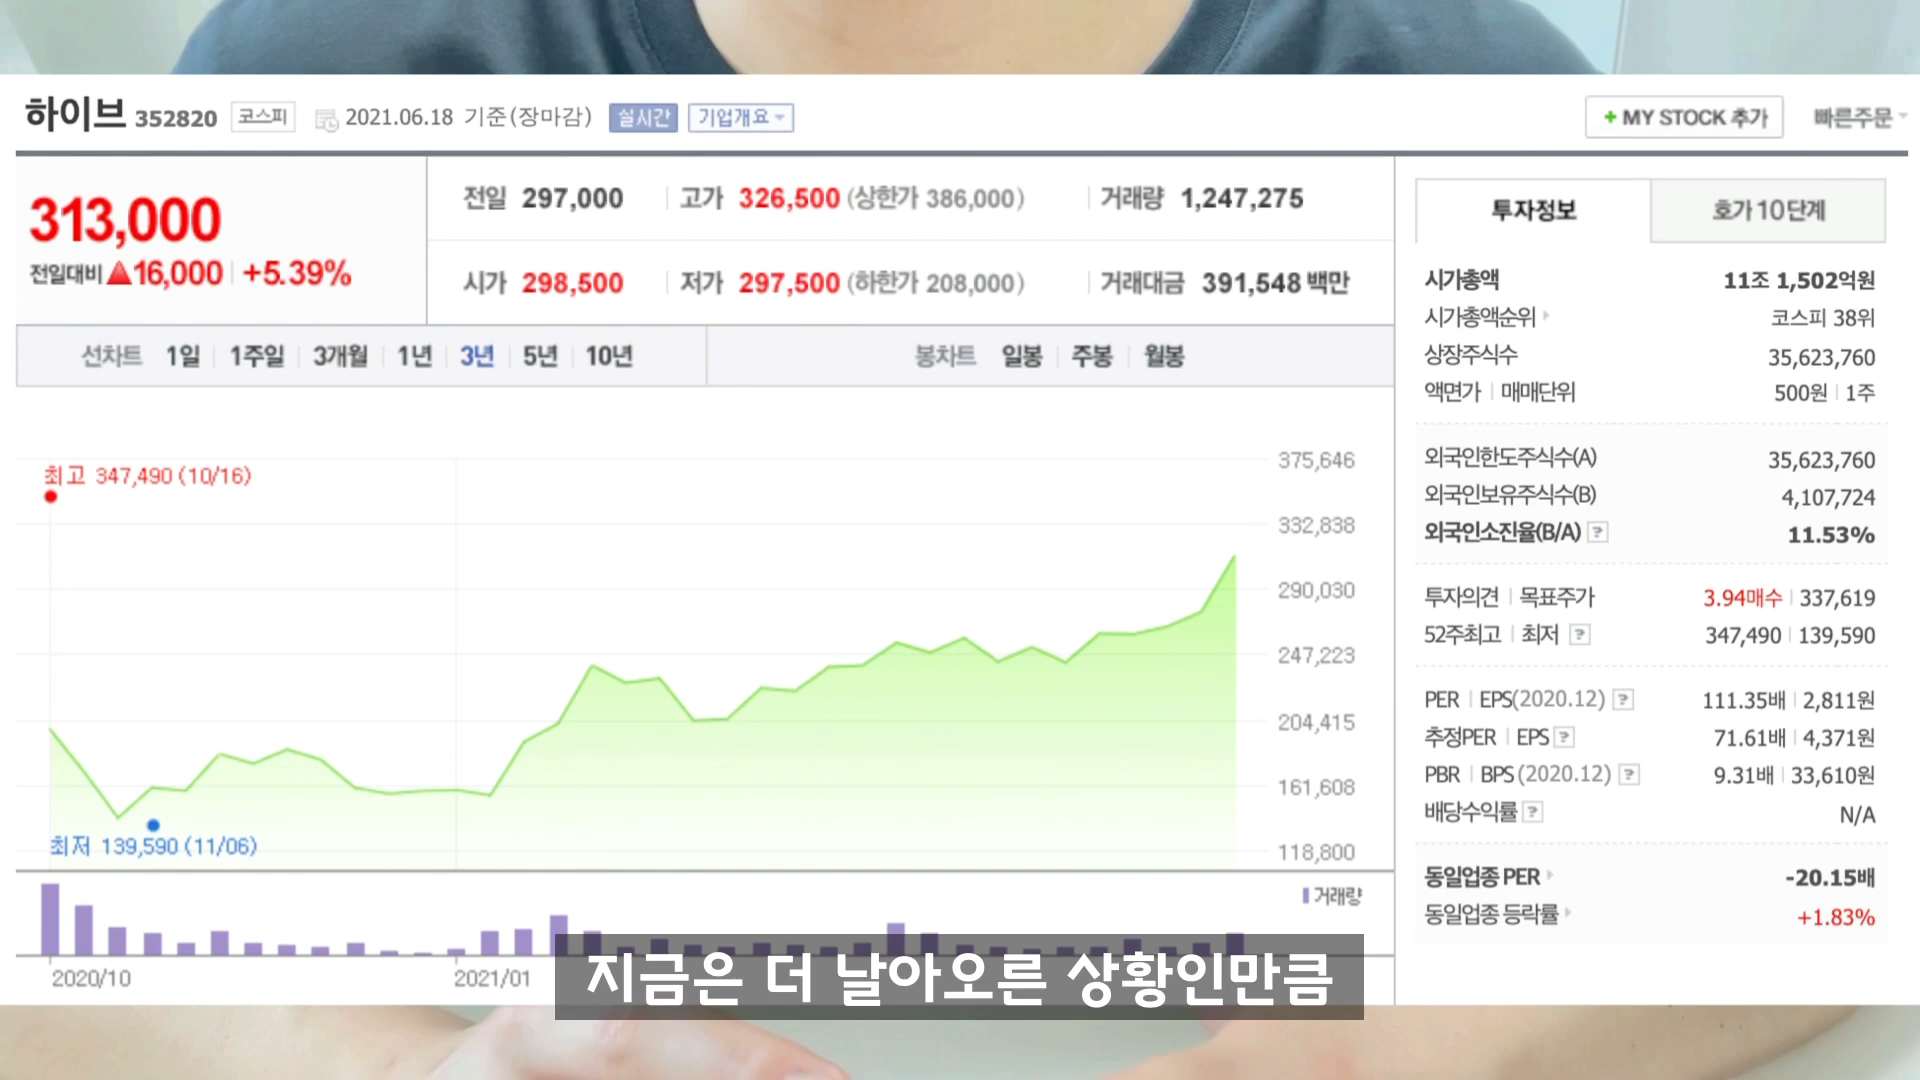 하이브 352820 코스피 2021.06.18 기준(장마감) 실시간 기업개요
+ MY STOCK 추가 빠른주문
313,000
전일대비 ▲16,000 +5.39%
전일 297,000 고가 326,500 (상한가 386,000) 거래량 1,247,275
시가 298,500 저가 297,500 (하한가 208,000) 거래대금 391,548 백만
선차트 1일 1주일 3개월 1년 3년 5년 10년 봉차트 일봉 주봉 월봉
최고 347,490 (10/16)
최저 139,590 (11/06)
375,646
332,838
290,030
247,223
204,415
161,608
118,800
거래량
2020/10 2021/01
투자정보 호가 10단계
시가총액 11조 1,502억원
시가총액순위 코스피 38위
상장주식수 35,623,760
액면가 매매단위 500원 1주
외국인한도주식수(A) 35,623,760
외국인보유주식수(B) 4,107,724
외국인소진율(B/A) ? 11.53%
투자의견 목표주가 3.94매수 337,619
52주최고 최저 ? 347,490 139,590
PER EPS(2020.12) ? 111.35배 2,811원
추정PER EPS ? 71.61배 4,371원
PBR BPS (2020.12) ? 9.31배 33,610원
배당수익률 ? N/A
동일업종 PER -20.15배
동일업종 등락률 +1.83%
지금은 더 날아오른 상황인만큼